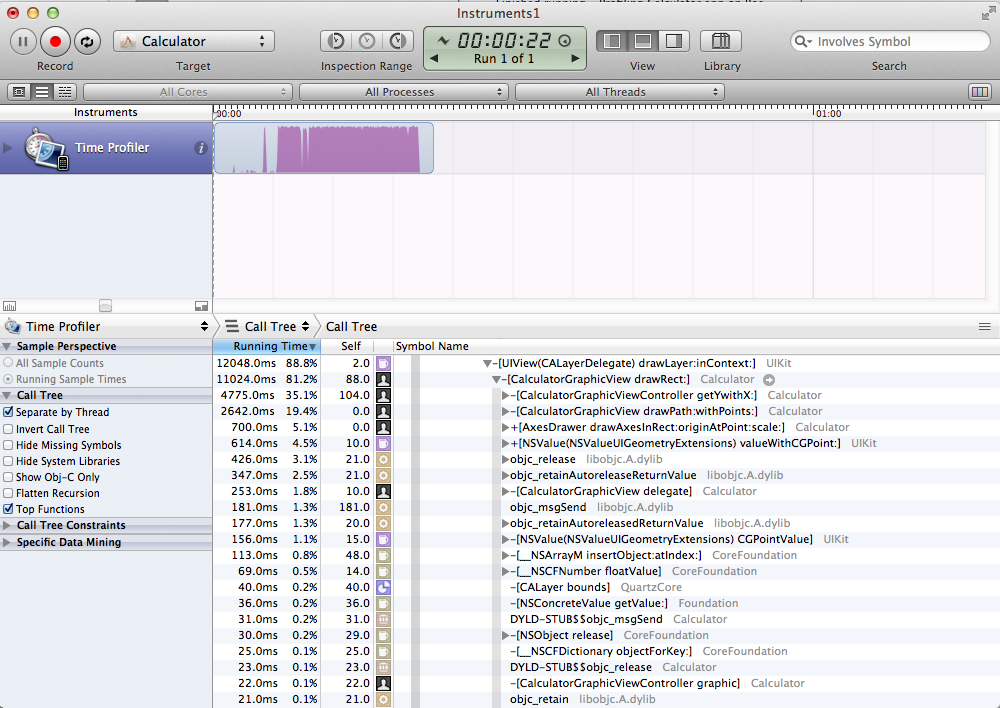 Instruments1
Calculator
00:00:22
Run 1 of 1
Involves Symbol
Record Target Inspection Range View Library Search
All Cores All Processes All Threads
Instruments 00:00 01:00
Time Profiler
Time Profiler Call Tree Call Tree
Sample Perspective
All Sample Counts
Running Sample Times
Call Tree
Separate by Thread
Invert Call Tree
Hide Missing Symbols
Hide System Libraries
Show Obj-C Only
Flatten Recursion
Top Functions
Call Tree Constraints
Specific Data Mining
Running Time Self Symbol Name
12048.0ms 88.8% 2.0 -[UIView(CALayerDelegate) drawLayer:inContext:] UIKit
11024.0ms 81.2% 88.0 -[CalculatorGraphicView drawRect:] Calculator
4775.0ms 35.1% 104.0 -[CalculatorGraphicViewController getYwithX:] Calculator
2642.0ms 19.4% 0.0 -[CalculatorGraphicView drawPath:withPoints:] Calculator
700.0ms 5.1% 0.0 +[AxesDrawer drawAxesInRect:originAtPoint:scale:] Calculator
614.0ms 4.5% 10.0 +[NSValue(NSValueUIGeometryExtensions) valueWithCGPoint:] UIKit
426.0ms 3.1% 21.0 objc_release libobjc.A.dylib
347.0ms 2.5% 21.0 objc_retainAutoreleaseReturnValue libobjc.A.dylib
253.0ms 1.8% 10.0 -[CalculatorGraphicView delegate] Calculator
181.0ms 1.3% 181.0 objc_msgSend libobjc.A.dylib
177.0ms 1.3% 20.0 objc_retainAutoreleasedReturnValue libobjc.A.dylib
156.0ms 1.1% 15.0 -[NSValue(NSValueUIGeometryExtensions) CGPointValue] UIKit
113.0ms 0.8% 48.0 -[__NSArrayM insertObject:atIndex:] CoreFoundation
69.0ms 0.5% 14.0 -[__NSCFNumber floatValue] CoreFoundation
40.0ms 0.2% 40.0 -[CALayer bounds] QuartzCore
36.0ms 0.2% 36.0 -[NSConcreteValue getValue:] Foundation
31.0ms 0.2% 31.0 DYLD-STUB$$objc_msgSend Calculator
30.0ms 0.2% 29.0 -[NSObject release] CoreFoundation
25.0ms 0.1% 25.0 -[__NSCFDictionary objectForKey:] CoreFoundation
23.0ms 0.1% 23.0 DYLD-STUB$$objc_release Calculator
22.0ms 0.1% 22.0 -[CalculatorGraphicViewController graphic] Calculator
21.0ms 0.1% 21.0 objc_retain libobjc.A.dylib